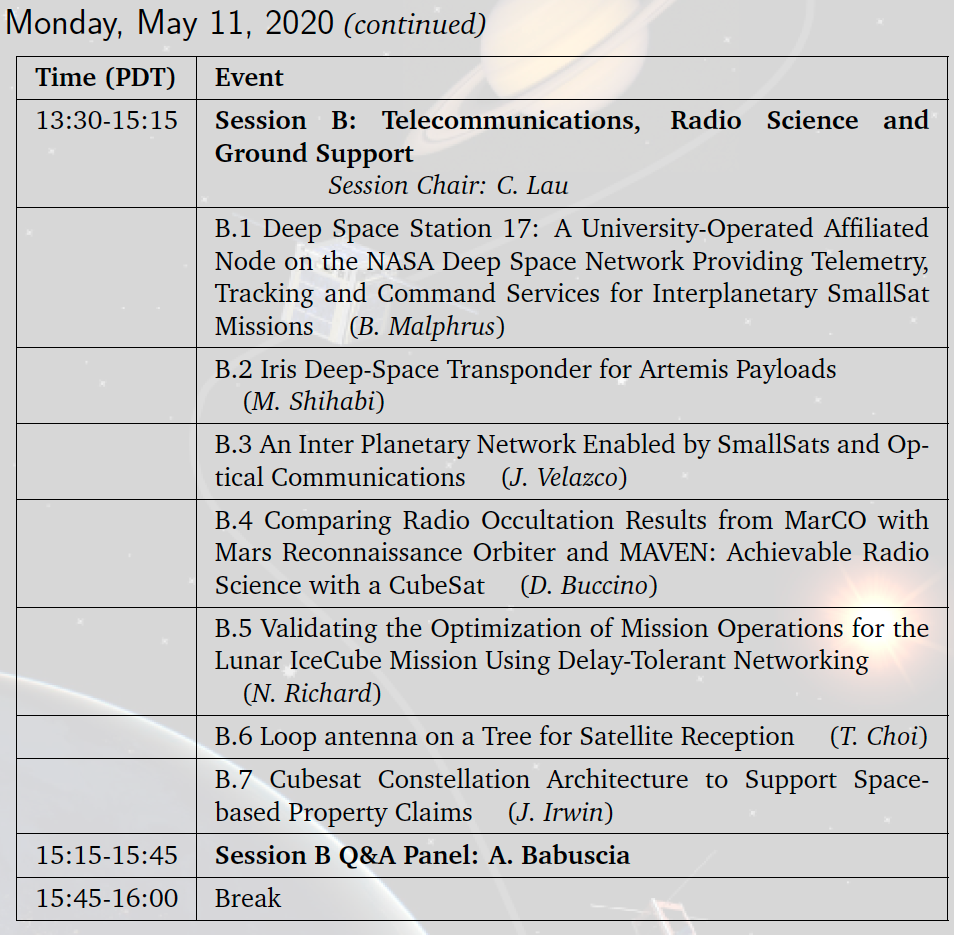 Monday, May 11, 2020 (continued)
Time (PDT) Event
13:30-15:15 Session B: Telecommunications, Radio Science and
Ground Support
Session Chair: C. Lau
B.1 Deep Space Station 17: A University-Operated Affiliated
Node on the NASA Deep Space Network Providing Telemetry,
Tracking and Command Services for Interplanetary SmallSat
Missions (B. Malphrus)
B.2 Iris Deep-Space Transponder for Artemis Payloads
(M. Shihabi)
B.3 An Inter Planetary Network Enabled by SmallSats and Op-
tical Communications (J. Velazco)
B.4 Comparing Radio Occultation Results from MarCO with
Mars Reconnaissance Orbiter and MAVEN: Achievable Radio
Science with a CubeSat (D. Buccino)
B.5 Validating the Optimization of Mission Operations for the
Lunar IceCube Mission Using Delay-Tolerant Networking
(N. Richard)
B.6 Loop antenna on a Tree for Satellite Reception (T. Choi)
B.7 Cubesat Constellation Architecture to Support Space-
based Property Claims (J. Irwin)
15:15-15:45 Session B Q&A Panel: A. Babuscia
15:45-16:00 Break